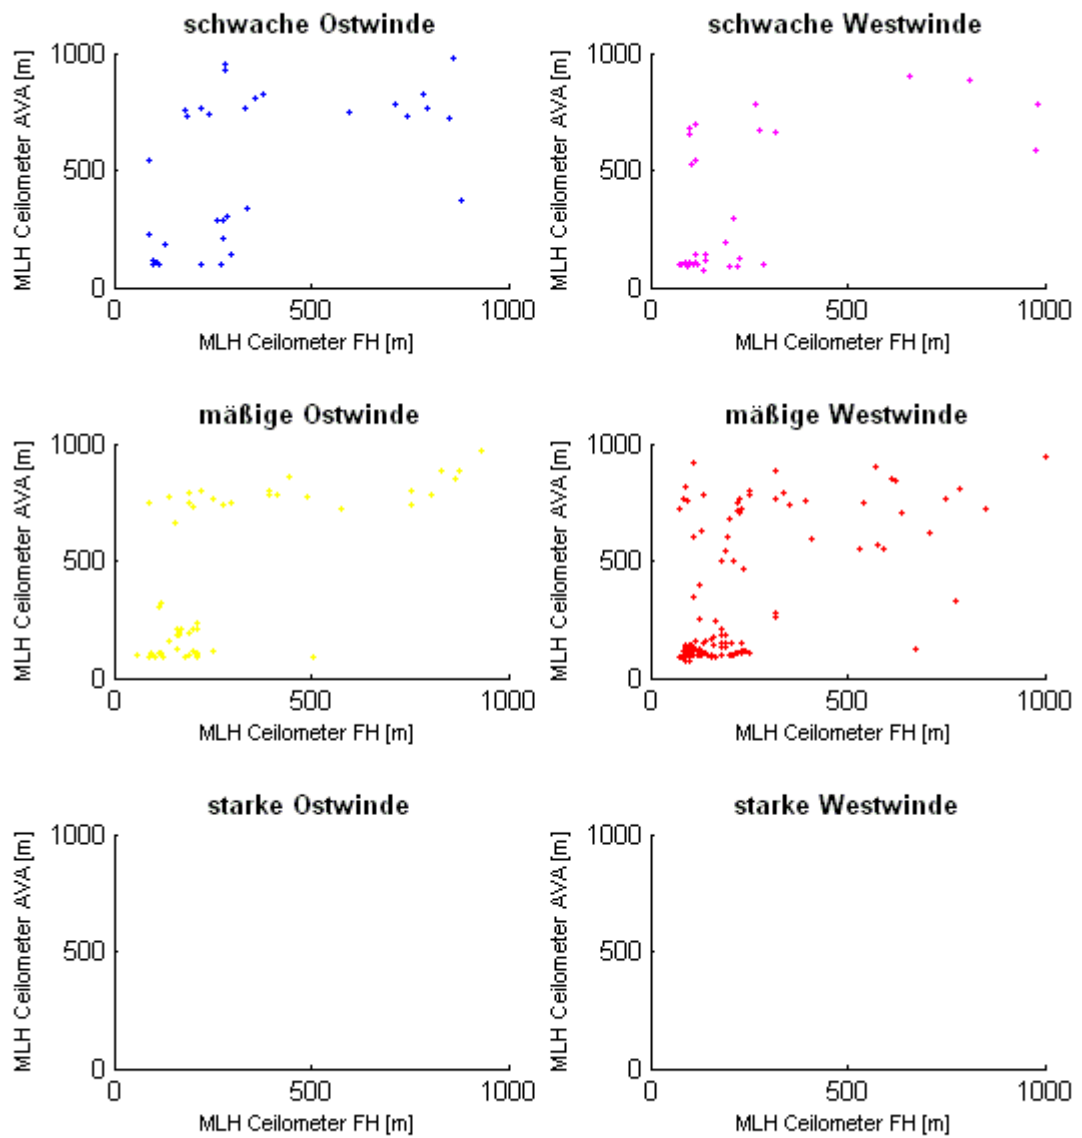 schwache Ostwinde
MLH Ceilometer AVA [m]
1000
500
0
0 500 1000
MLH Ceilometer FH [m]
schwache Westwinde
MLH Ceilometer AVA [m]
1000
500
0
0 500 1000
MLH Ceilometer FH [m]
mäßige Ostwinde
MLH Ceilometer AVA [m]
1000
500
0
0 500 1000
MLH Ceilometer FH [m]
mäßige Westwinde
MLH Ceilometer AVA [m]
1000
500
0
0 500 1000
MLH Ceilometer FH [m]
starke Ostwinde
MLH Ceilometer AVA [m]
1000
500
0
0 500 1000
MLH Ceilometer FH [m]
starke Westwinde
MLH Ceilometer AVA [m]
1000
500
0
0 500 1000
MLH Ceilometer FH [m]